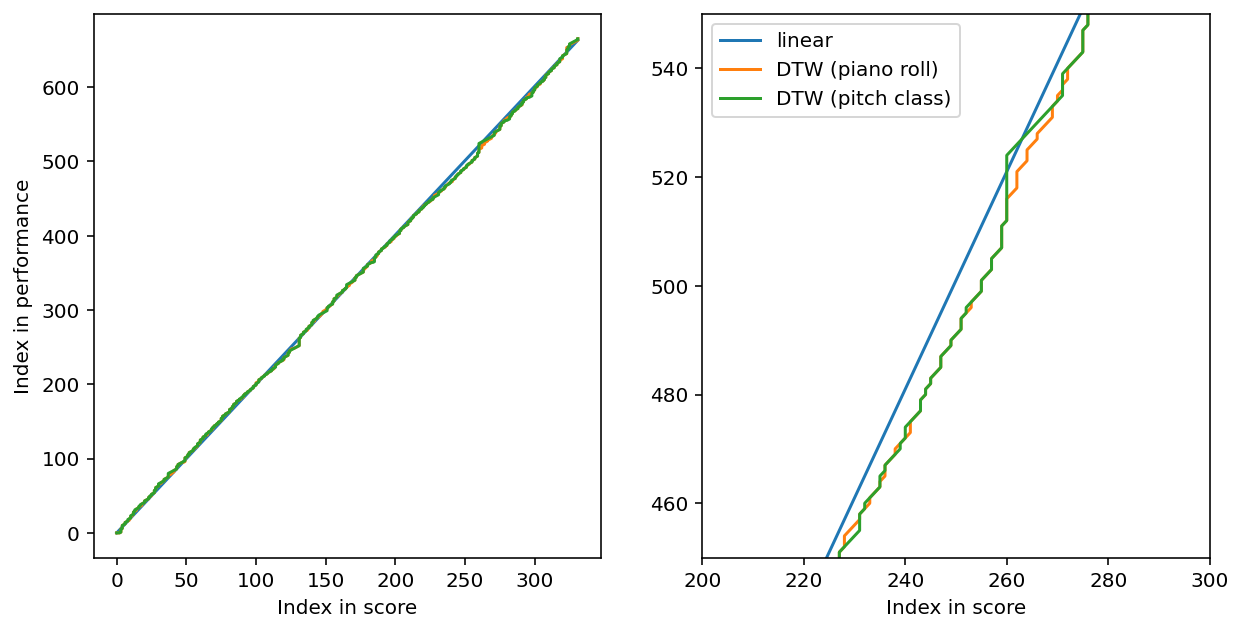 600
500
400
300
200
100
0
0 50 100 150 200 250 300
Index in performance
Index in score
linear
DTW (piano roll)
DTW (pitch class)
540
520
500
480
460
200 220 240 260 280 300
Index in score